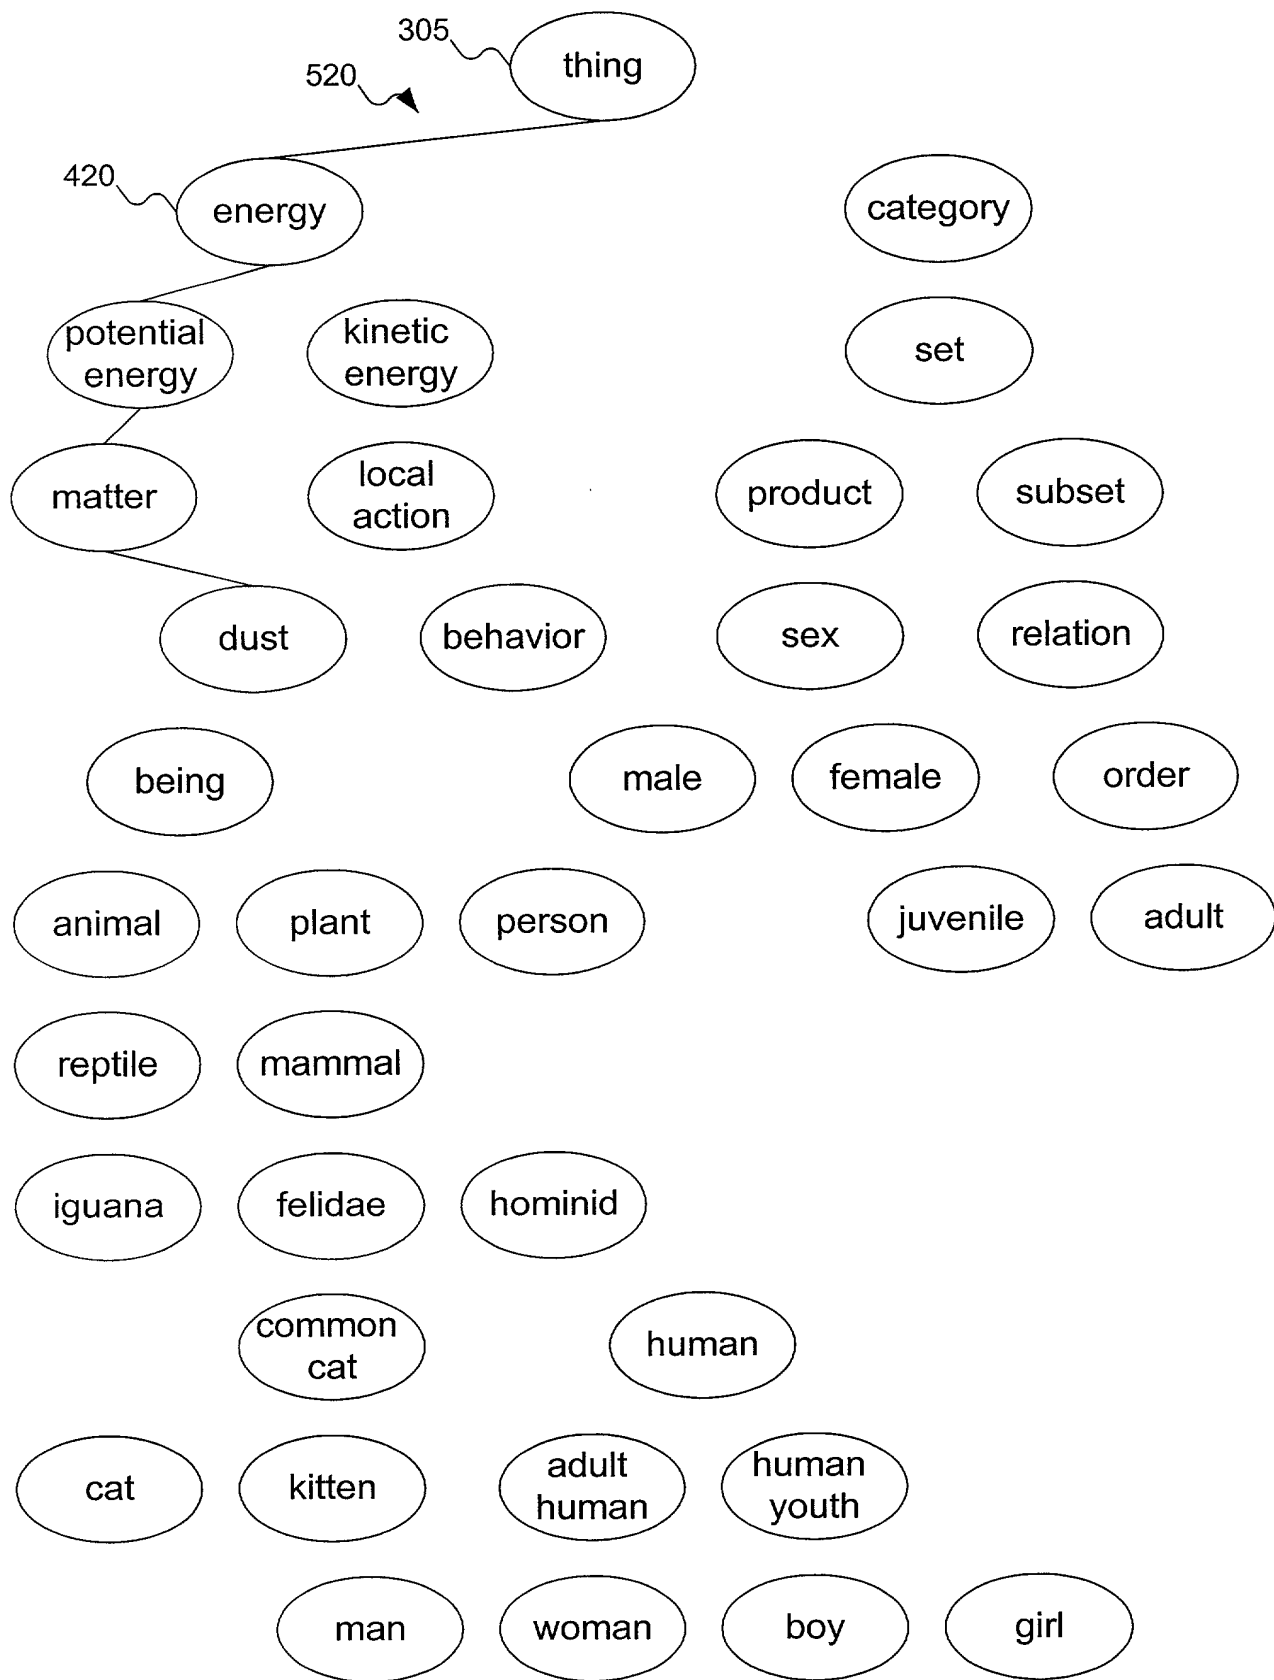 305
thing
520
420
energy
category
potential
energy
kinetic
energy
set
matter
local
action
product
subset
dust
behavior
sex
relation
being
male
female
order
animal
plant
person
juvenile
adult
reptile
mammal
iguana
felidae
hominid
common
cat
human
cat
kitten
adult
human
human
youth
man
woman
boy
girl